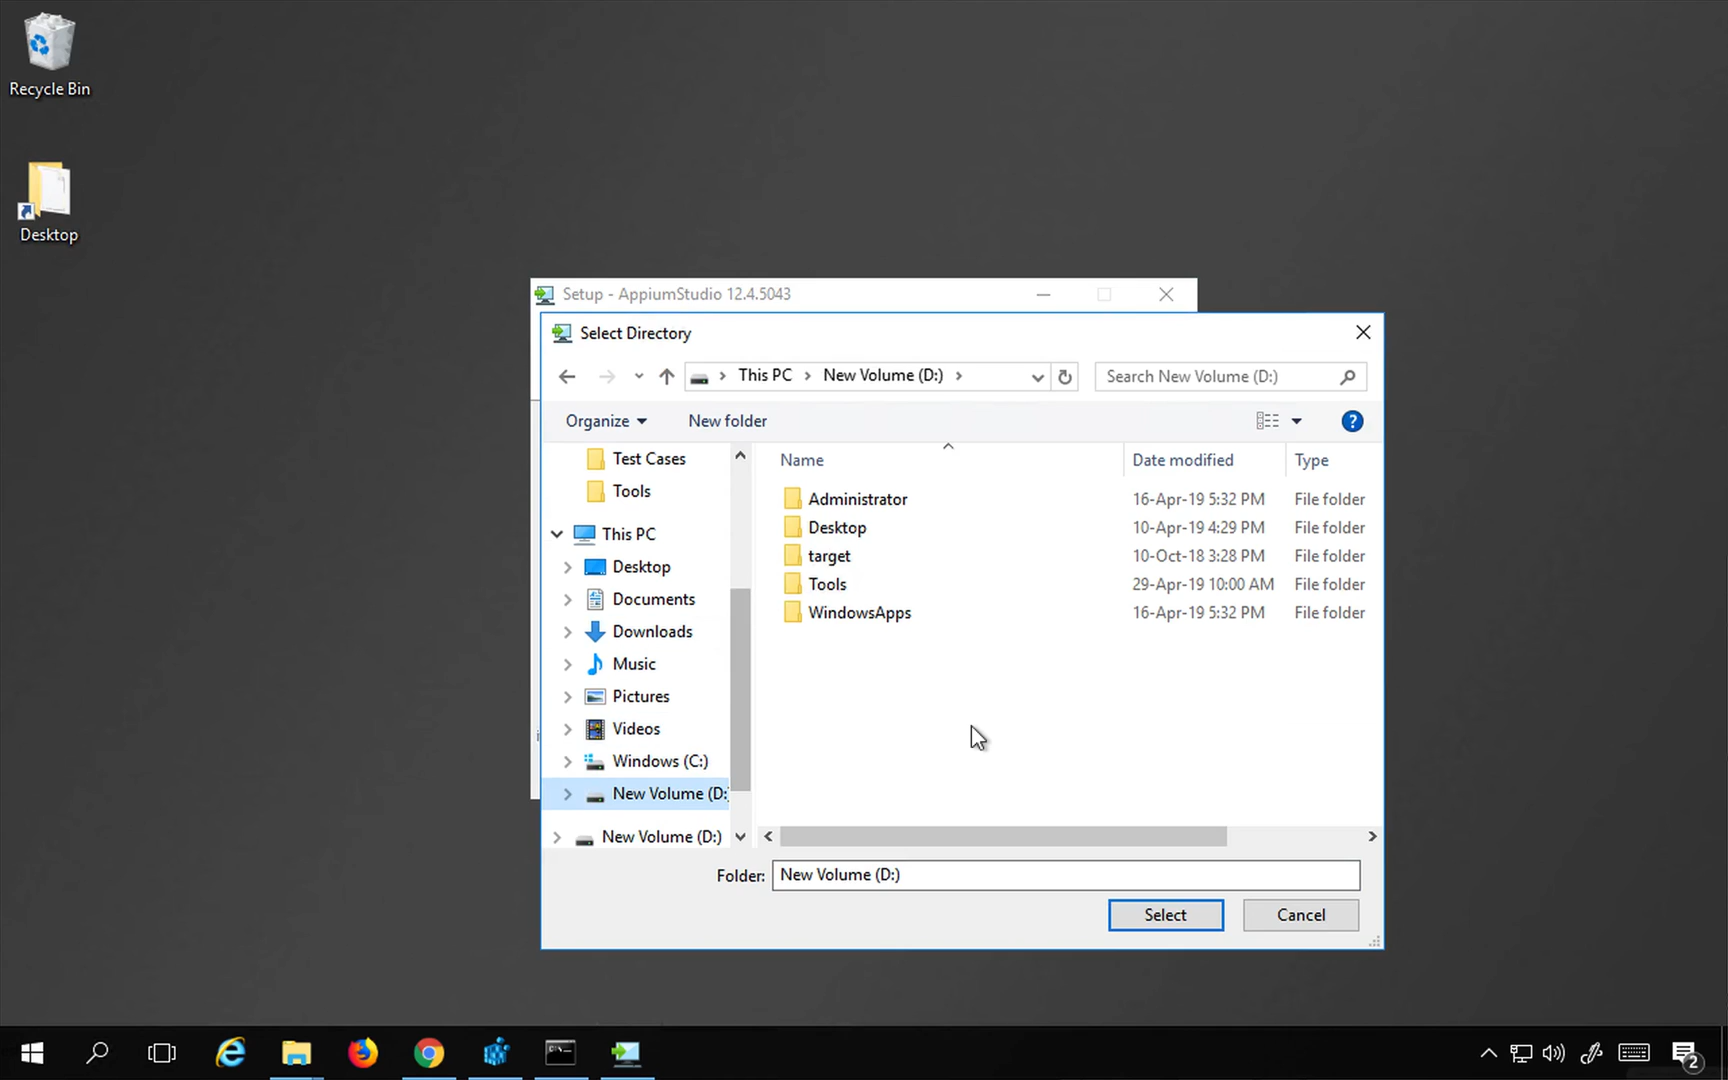 Recycle Bin
Desktop
Setup - AppiumStudio 12.4.5043
Select Directory
This PC
New Volume (D:)
Search New Volume (D:)
Organize
New folder
?
Test Cases
Tools
This PC
Desktop
Documents
Downloads
Music
Pictures
Videos
Windows (C:)
New Volume (D:
New Volume (D:)
Name Date modified Type
Administrator 16-Apr-19 5:32 PM File folder
Desktop 10-Apr-19 4:29 PM File folder
target 10-Oct-18 3:28 PM File folder
Tools 29-Apr-19 10:00 AM File folder
WindowsApps 16-Apr-19 5:32 PM File folder
Folder: New Volume (D:)
Select
Cancel
2